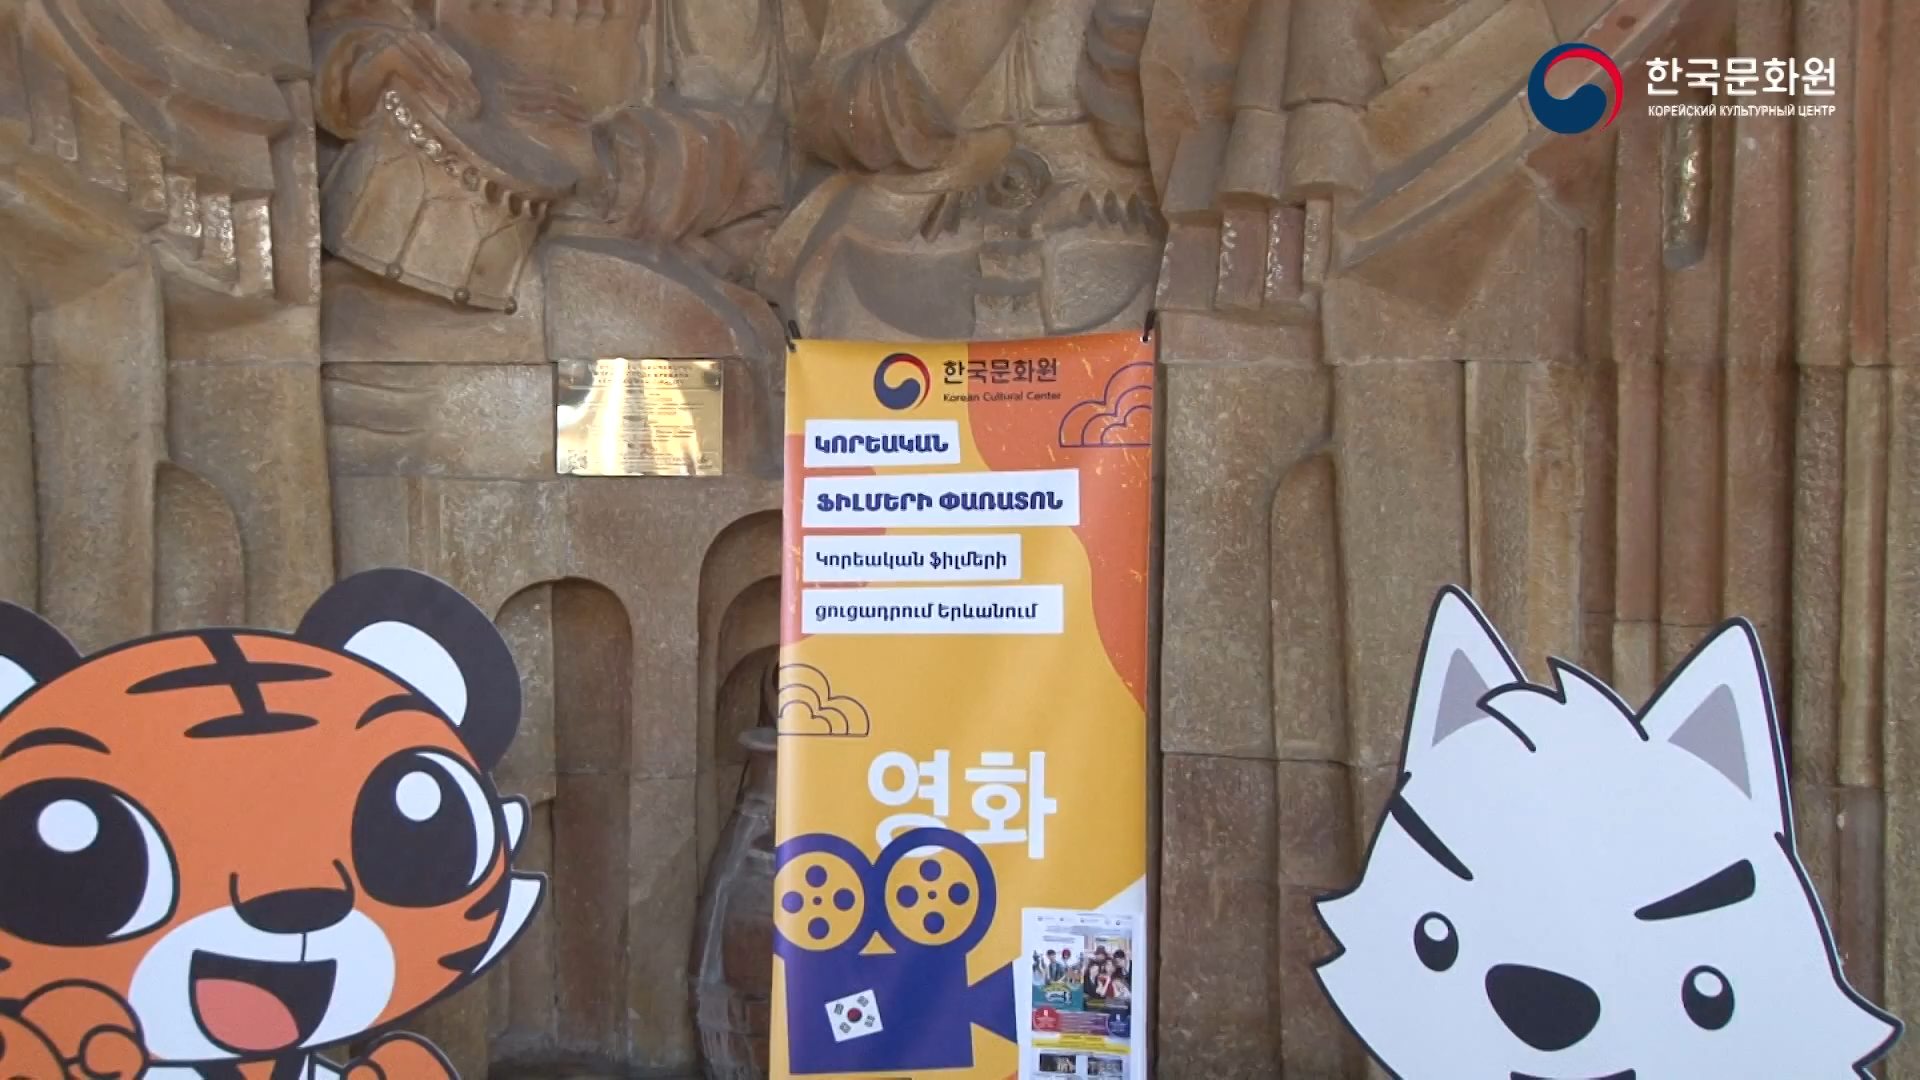 한국문화원
КОРЕЙСКИЙ КУЛЬТУРНЫЙ ЦЕНТР
한국문화원
Korean Cultural Center
ԿՈՐԵԱԿԱՆ
ՖԻԼՄԵՐԻ ՓԱՌԱՏՈՆ
Կորեական ֆիլմերի
ցուցադրում Երևանում
영화